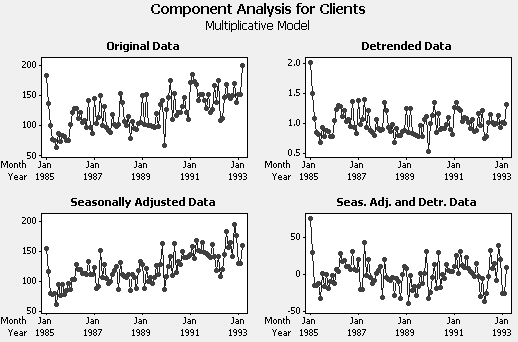 Component Analysis for Clients
Multiplicative Model
Original Data
Detrended Data
200
150
100
50
2.0
1.5
1.0
0.5
Month Jan Jan Jan Jan Jan
Year 1985 1987 1989 1991 1993
Jan Jan Jan Jan Jan
1985 1987 1989 1991 1993
Seasonally Adjusted Data
Seas. Adj. and Detr. Data
200
150
100
50
50
0
-50
Month Jan Jan Jan Jan Jan
Year 1985 1987 1989 1991 1993
Month Jan Jan Jan Jan Jan
Year 1985 1987 1989 1991 1993